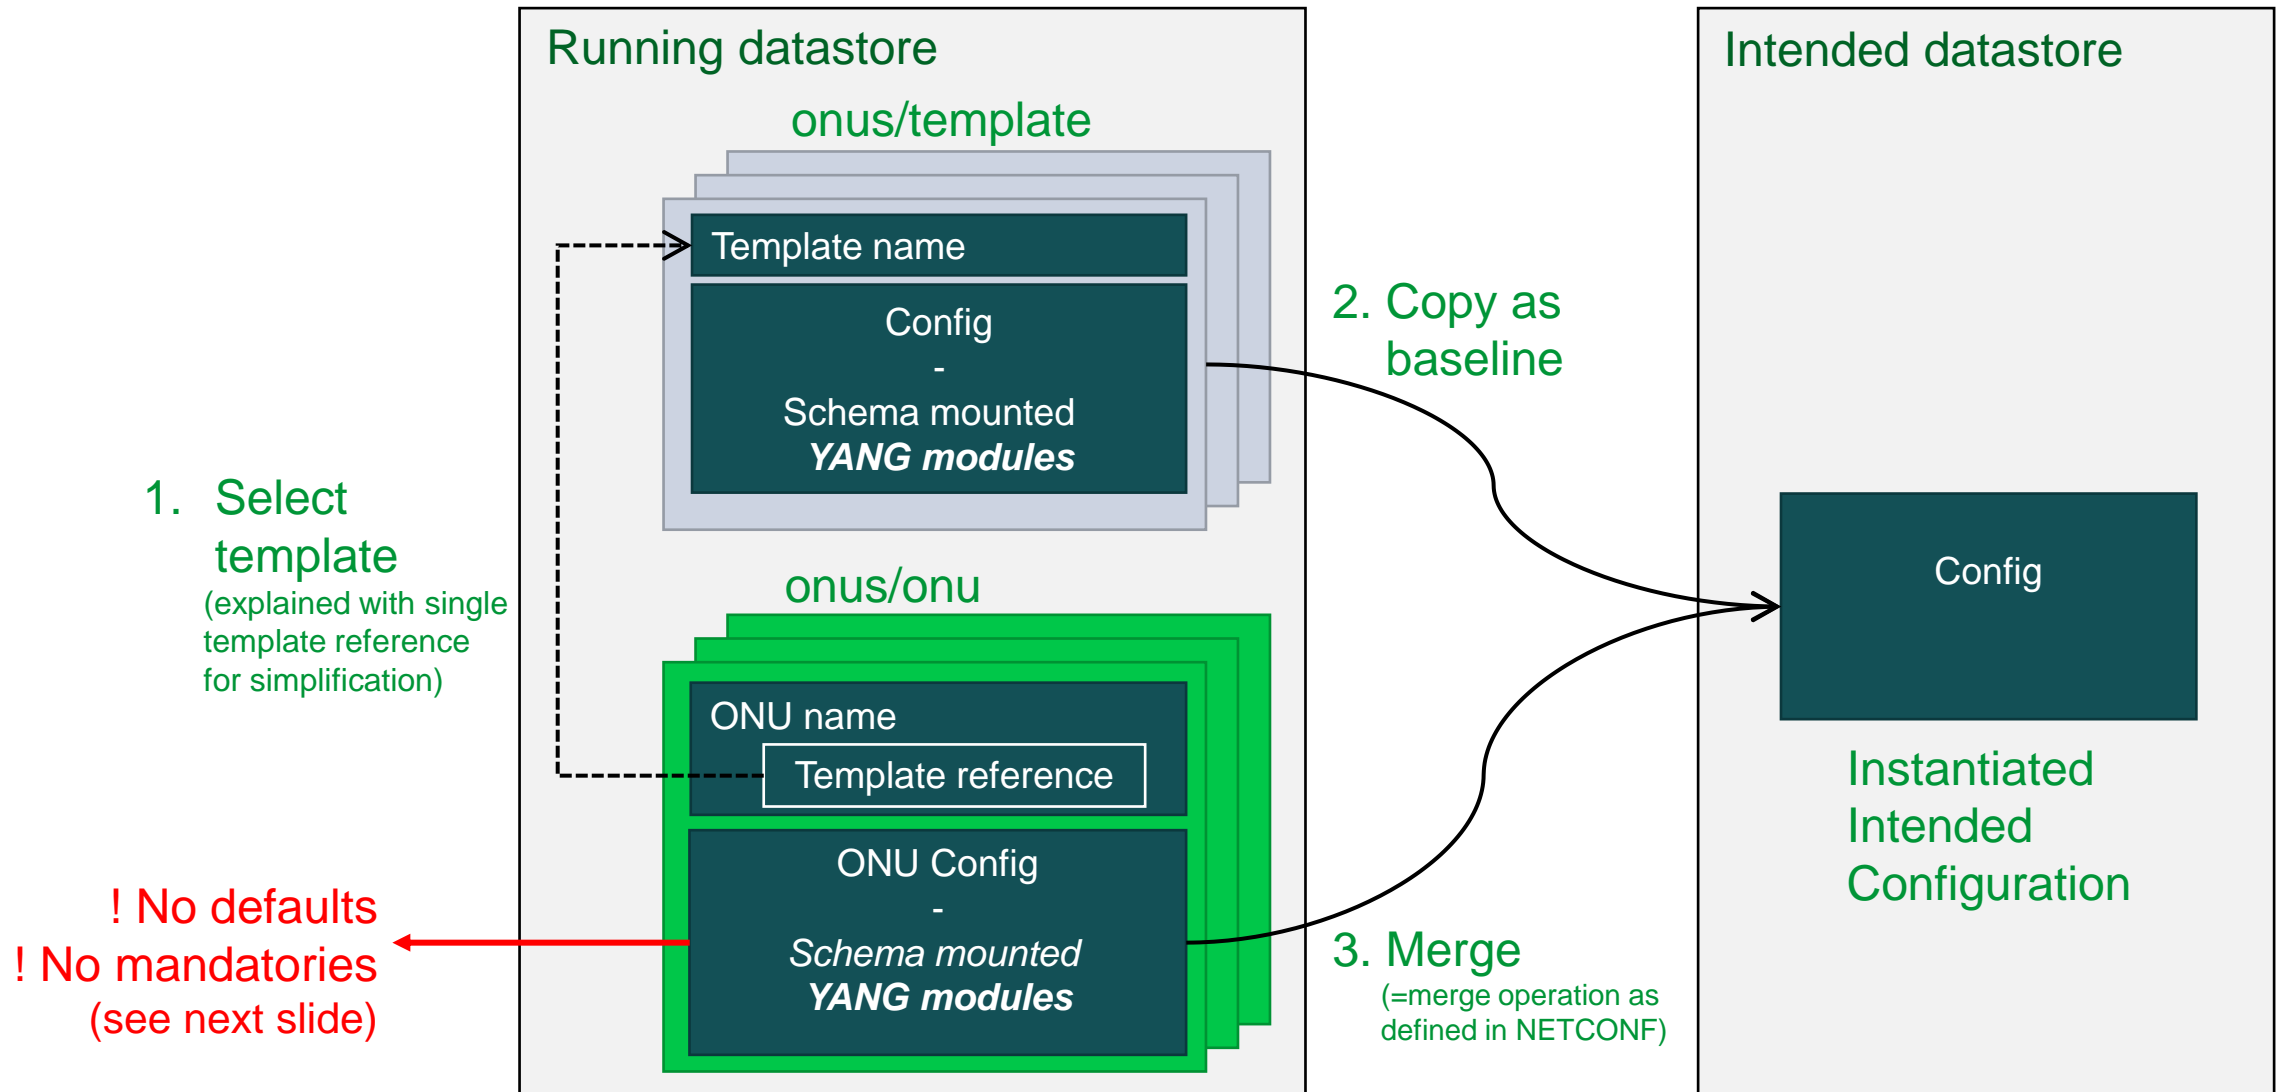 Running datastore
onus/template
Template name
Config
-
Schema mounted
YANG modules
1. Select
template
(explained with single
template reference
for simplification)
onus/onu
ONU name
Template reference
ONU Config
-
Schema mounted
YANG modules
! No defaults
! No mandatories
(see next slide)
2. Copy as
baseline
3. Merge
(=merge operation as
defined in NETCONF)
Intended datastore
Config
Instantiated
Intended
Configuration